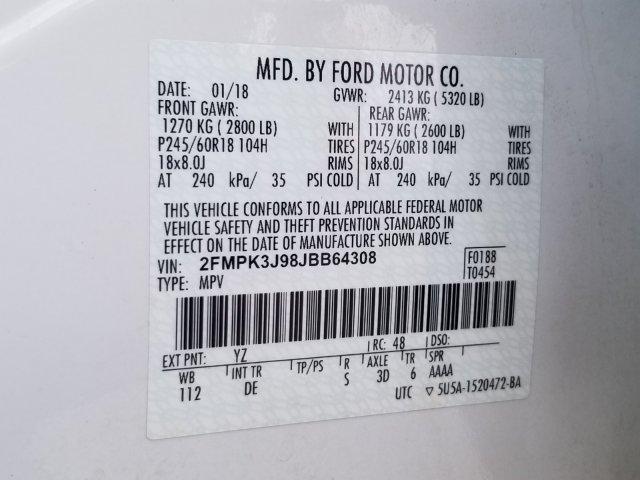 MFD. BY FORD MOTOR CO.
DATE: 01/18 GVWR: 2413 KG ( 5320 LB)
FRONT GAWR: REAR GAWR:
1270 KG ( 2800 LB) WITH 1179 KG ( 2600 LB) WITH
P245/60R18 104H TIRES P245/60R18 104H TIRES
18x8.0J RIMS 18x8.0J RIMS
AT 240 kPa/ 35 PSI COLD AT 240 kPa/ 35 PSI COLD
THIS VEHICLE CONFORMS TO ALL APPLICABLE FEDERAL MOTOR
VEHICLE SAFETY AND THEFT PREVENTION STANDARDS IN
EFFECT ON THE DATE OF MANUFACTURE SHOWN ABOVE.
VIN: 2FMPK3J98JBB64308 F0188
TYPE: MPV T0454
EXT PNT: YZ RC: 48 DSO:
WB INT TR TP/PS R AXLE TR SPR
112 DE S 3D 6 AAAA
UTC ▽ 5U5A-1520472-BA